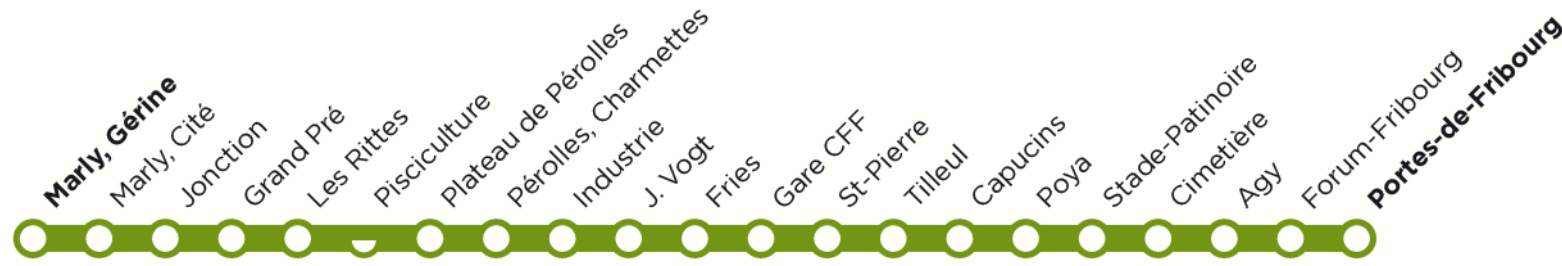 Marly, Gérine
Marly, Cité
Jonction
Grand Pré
Les Rittes
Pisciculture
Plateau de Pérolles
Pérolles, Charmettes
Industrie
J. Vogt
Fries
Gare CFF
St-Pierre
Tilleul
Capucins
Poya
Stade-Patinoire
Cimetière
Agy
Forum-Fribourg
Portes-de-Fribourg